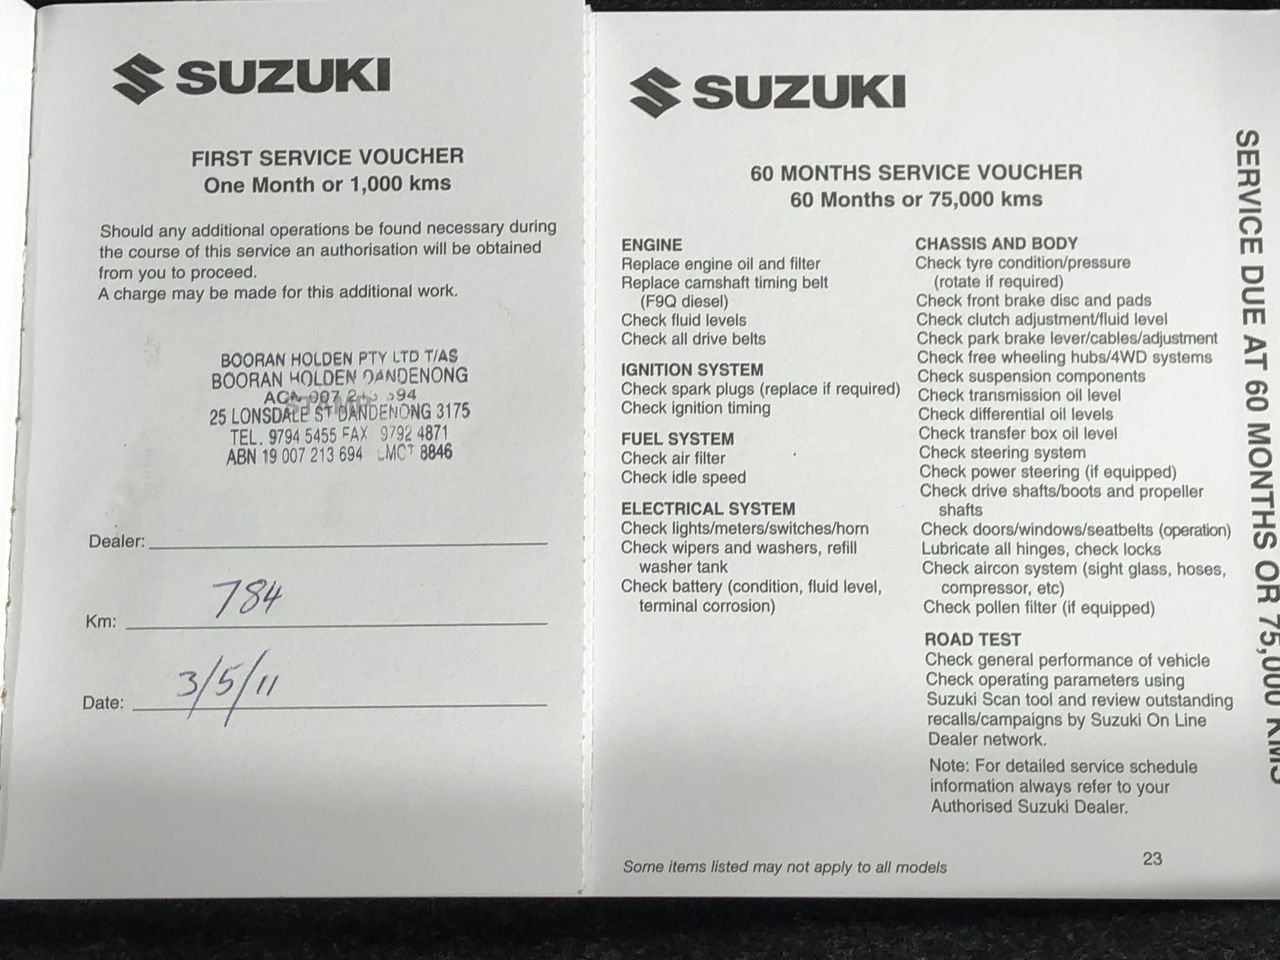 SUZUKI
FIRST SERVICE VOUCHER
One Month or 1,000 kms
Should any additional operations be found necessary during
the course of this service an authorisation will be obtained
from you to proceed.
A charge may be made for this additional work.
BOORAN HOLDEN PTY LTD T/AS
BOORAN HOLDEN DANDENONG
ACN 007 2
25 LONSDALE ST DANDENONG 3175
TEL. 9794 5455 FAX 9792 4871
ABN 19 007 213 694 LMCT 8846
Dealer:
Km: 784
Date: 3/5/11
SUZUKI
60 MONTHS SERVICE VOUCHER
60 Months or 75,000 kms
ENGINE
Replace engine oil and filter
Replace camshaft timing belt
(F9Q diesel)
Check fluid levels
Check all drive belts
IGNITION SYSTEM
Check spark plugs (replace if required)
Check ignition timing
FUEL SYSTEM
Check air filter
Check idle speed
ELECTRICAL SYSTEM
Check lights/meters/switches/horn
Check wipers and washers, refill
washer tank
Check battery (condition, fluid level,
terminal corrosion)
CHASSIS AND BODY
Check tyre condition/pressure
(rotate if required)
Check front brake disc and pads
Check clutch adjustment/fluid level
Check park brake lever/cables/adjustment
Check free wheeling hubs/4WD systems
Check suspension components
Check transmission oil level
Check differential oil levels
Check transfer box oil level
Check steering system
Check power steering (if equipped)
Check drive shafts/boots and propeller
shafts
Check doors/windows/seatbelts (operation)
Lubricate all hinges, check locks
Check aircon system (sight glass, hoses,
compressor, etc)
Check pollen filter (if equipped)
ROAD TEST
Check general performance of vehicle
Check operating parameters using
Suzuki Scan tool and review outstanding
recalls/campaigns by Suzuki On Line
Dealer network.
Note: For detailed service schedule
information always refer to your
Authorised Suzuki Dealer.
Some items listed may not apply to all models
23
SERVICE DUE AT 60 MONTHS OR 75,000 KMS